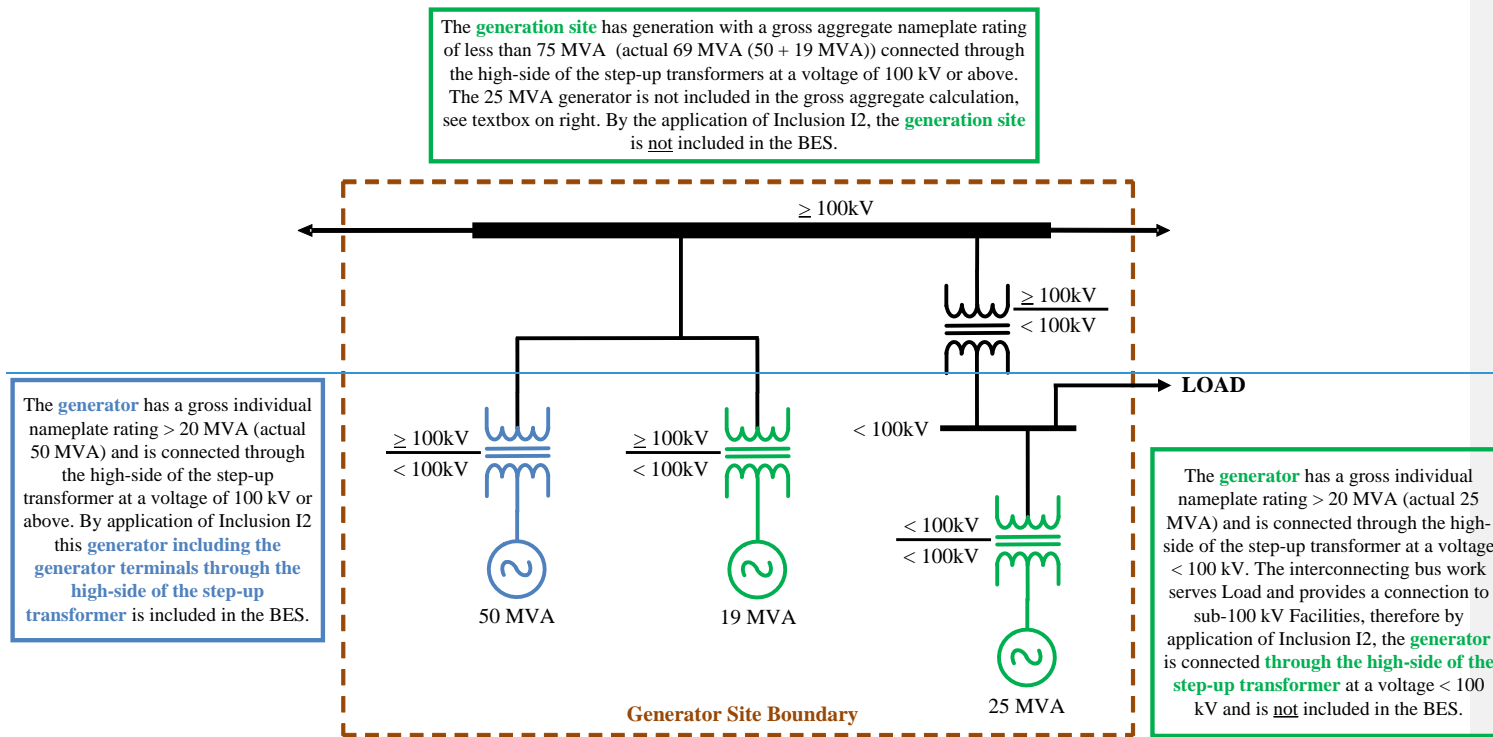 The generation site has generation with a gross aggregate nameplate rating
of less than 75 MVA (actual 69 MVA (50 + 19 MVA)) connected through
the high-side of the step-up transformers at a voltage of 100 kV or above.
The 25 MVA generator is not included in the gross aggregate calculation,
see textbox on right. By the application of Inclusion I2, the generation site
is not included in the BES.
≥ 100kV
≥ 100kV
< 100kV
LOAD
The generator has a gross individual
nameplate rating > 20 MVA (actual
50 MVA) and is connected through
the high-side of the step-up
transformer at a voltage of 100 kV or
above. By application of Inclusion I2
this generator including the
generator terminals through the
high-side of the step-up
transformer is included in the BES.
≥ 100kV
< 100kV
50 MVA
≥ 100kV
< 100kV
19 MVA
< 100kV
< 100kV
< 100kV
25 MVA
The generator has a gross individual
nameplate rating > 20 MVA (actual 25
MVA) and is connected through the high-
side of the step-up transformer at a voltage
< 100 kV. The interconnecting bus work
serves Load and provides a connection to
sub-100 kV Facilities, therefore by
application of Inclusion I2, the generator
is connected through the high-side of the
step-up transformer at a voltage < 100
kV and is not included in the BES.
Generator Site Boundary